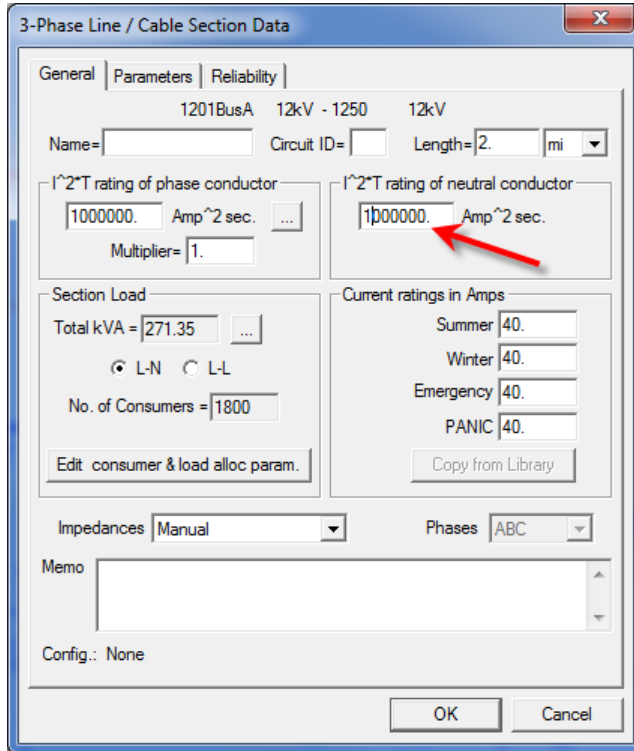 3-Phase Line / Cable Section Data
General Parameters Reliability
1201BusA 12kV - 1250 12kV
Name= Circuit ID= Length= 2. mi
I^2*T rating of phase conductor
1000000. Amp^2 sec. ...
Multiplier= 1.
I^2*T rating of neutral conductor
1000000. Amp^2 sec.
Section Load
Total kVA = 271.35 ...
L-N L-L
No. of Consumers = 1800
Edit consumer & load alloc param.
Current ratings in Amps
Summer 40.
Winter 40.
Emergency 40.
PANIC 40.
Copy from Library
Impedances Manual Phases ABC
Memo
Config.: None
OK Cancel